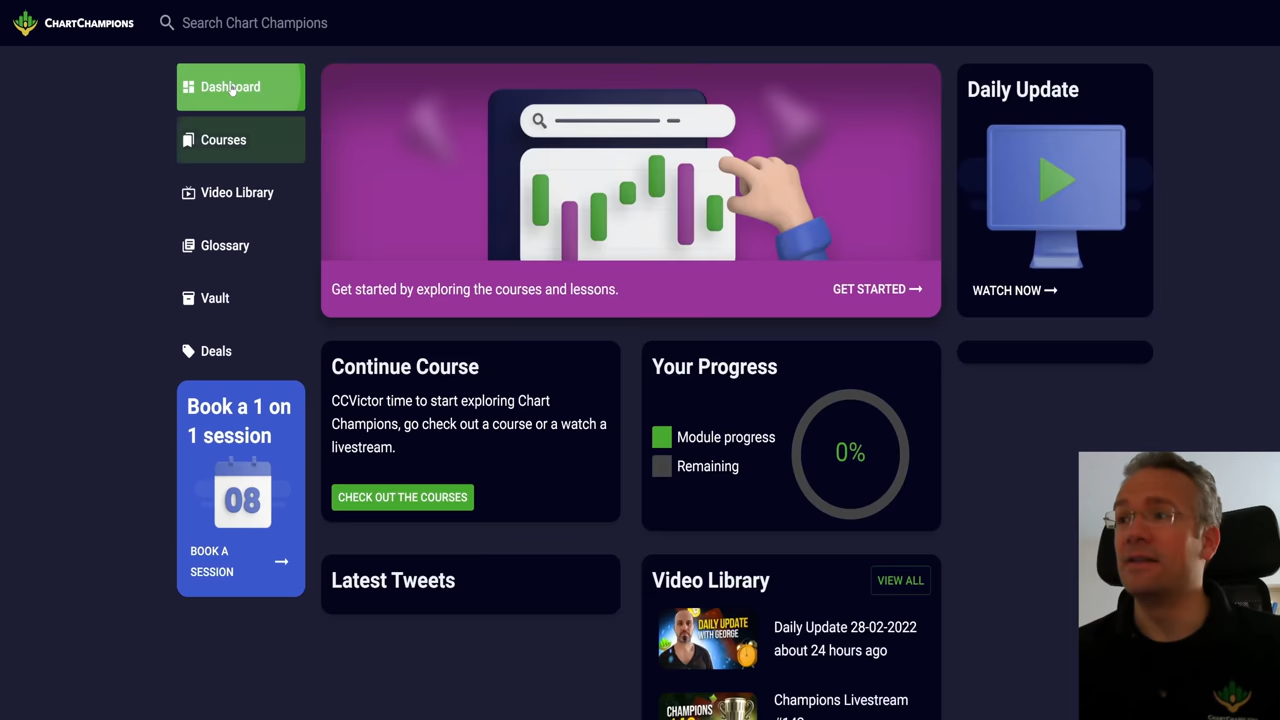 CHARTCHAMPIONS
Search Chart Champions
Dashboard
Courses
Video Library
Glossary
Vault
Deals
Book a 1 on
1 session
08
BOOK A
SESSION
Get started by exploring the courses and lessons.
GET STARTED
Daily Update
WATCH NOW
Continue Course
CCVictor time to start exploring Chart
Champions, go check out a course or a watch a
livestream.
CHECK OUT THE COURSES
Your Progress
Module progress
Remaining
0%
Latest Tweets
Video Library
VIEW ALL
DAILY UPDATE
WITH GEORGE
Daily Update 28-02-2022
about 24 hours ago
CHAMPIONS
Champions Livestream
CHARTCHAMPIONS